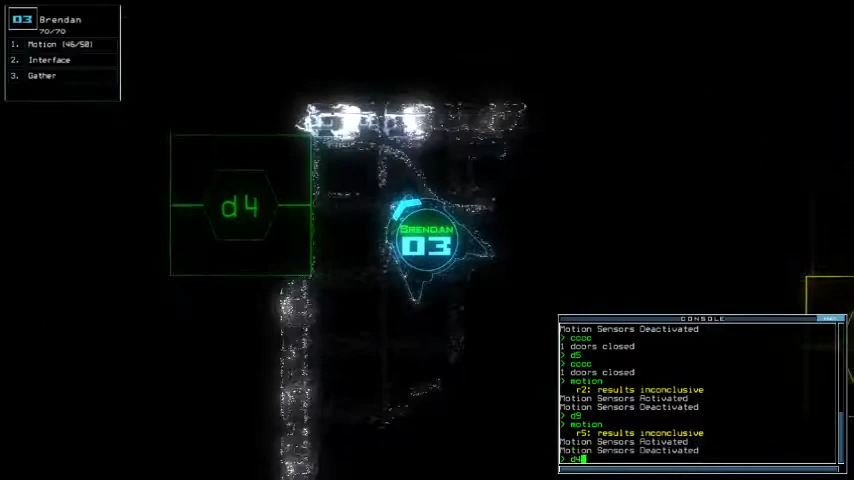 03 Brendan
70/70
1. Motion (46/50)
2. Interface
3. Gather
d4
BRENDAN
03
CONSOLE
Motion Sensors Deactivated
> cccc
1 doors closed
> d5
> cccc
1 doors closed
> motion
r2: results inconclusive
Motion Sensors Activated
Motion Sensors Deactivated
> d9
> motion
r5: results inconclusive
Motion Sensors Activated
Motion Sensors Deactivated
> d4